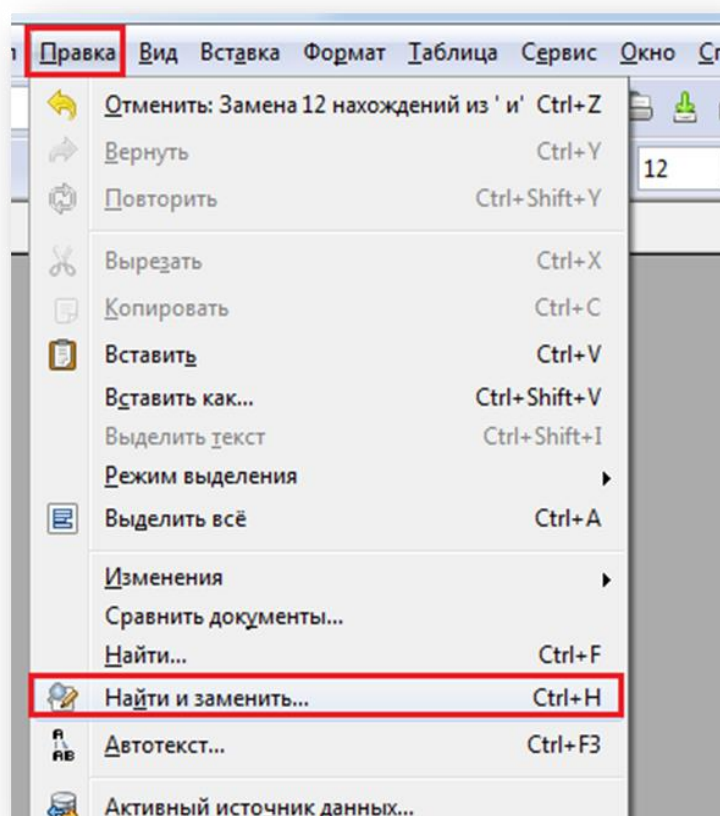 Правка Вид Вставка Формат Таблица Сервис Окно
Отменить: Замена 12 нахождений из ' и' Ctrl+Z
Вернуть Ctrl+Y
12
Повторить Ctrl+Shift+Y
Вырезать Ctrl+X
Копировать Ctrl+C
Вставить Ctrl+V
Вставить как... Ctrl+Shift+V
Выделить текст Ctrl+Shift+I
Режим выделения
Выделить всё Ctrl+A
Изменения
Сравнить документы...
Найти... Ctrl+F
Найти и заменить... Ctrl+H
Автотекст... Ctrl+F3
Активный источник данных...